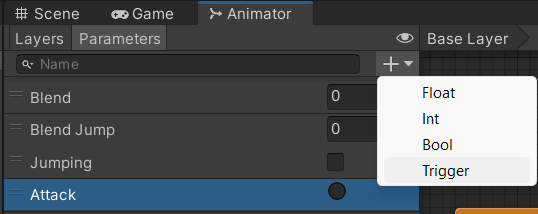 Scene Game Animator
Layers Parameters Base Layer
Name
Blend 0
Float
Int
Blend Jump 0
Bool
Jumping
Trigger
Attack